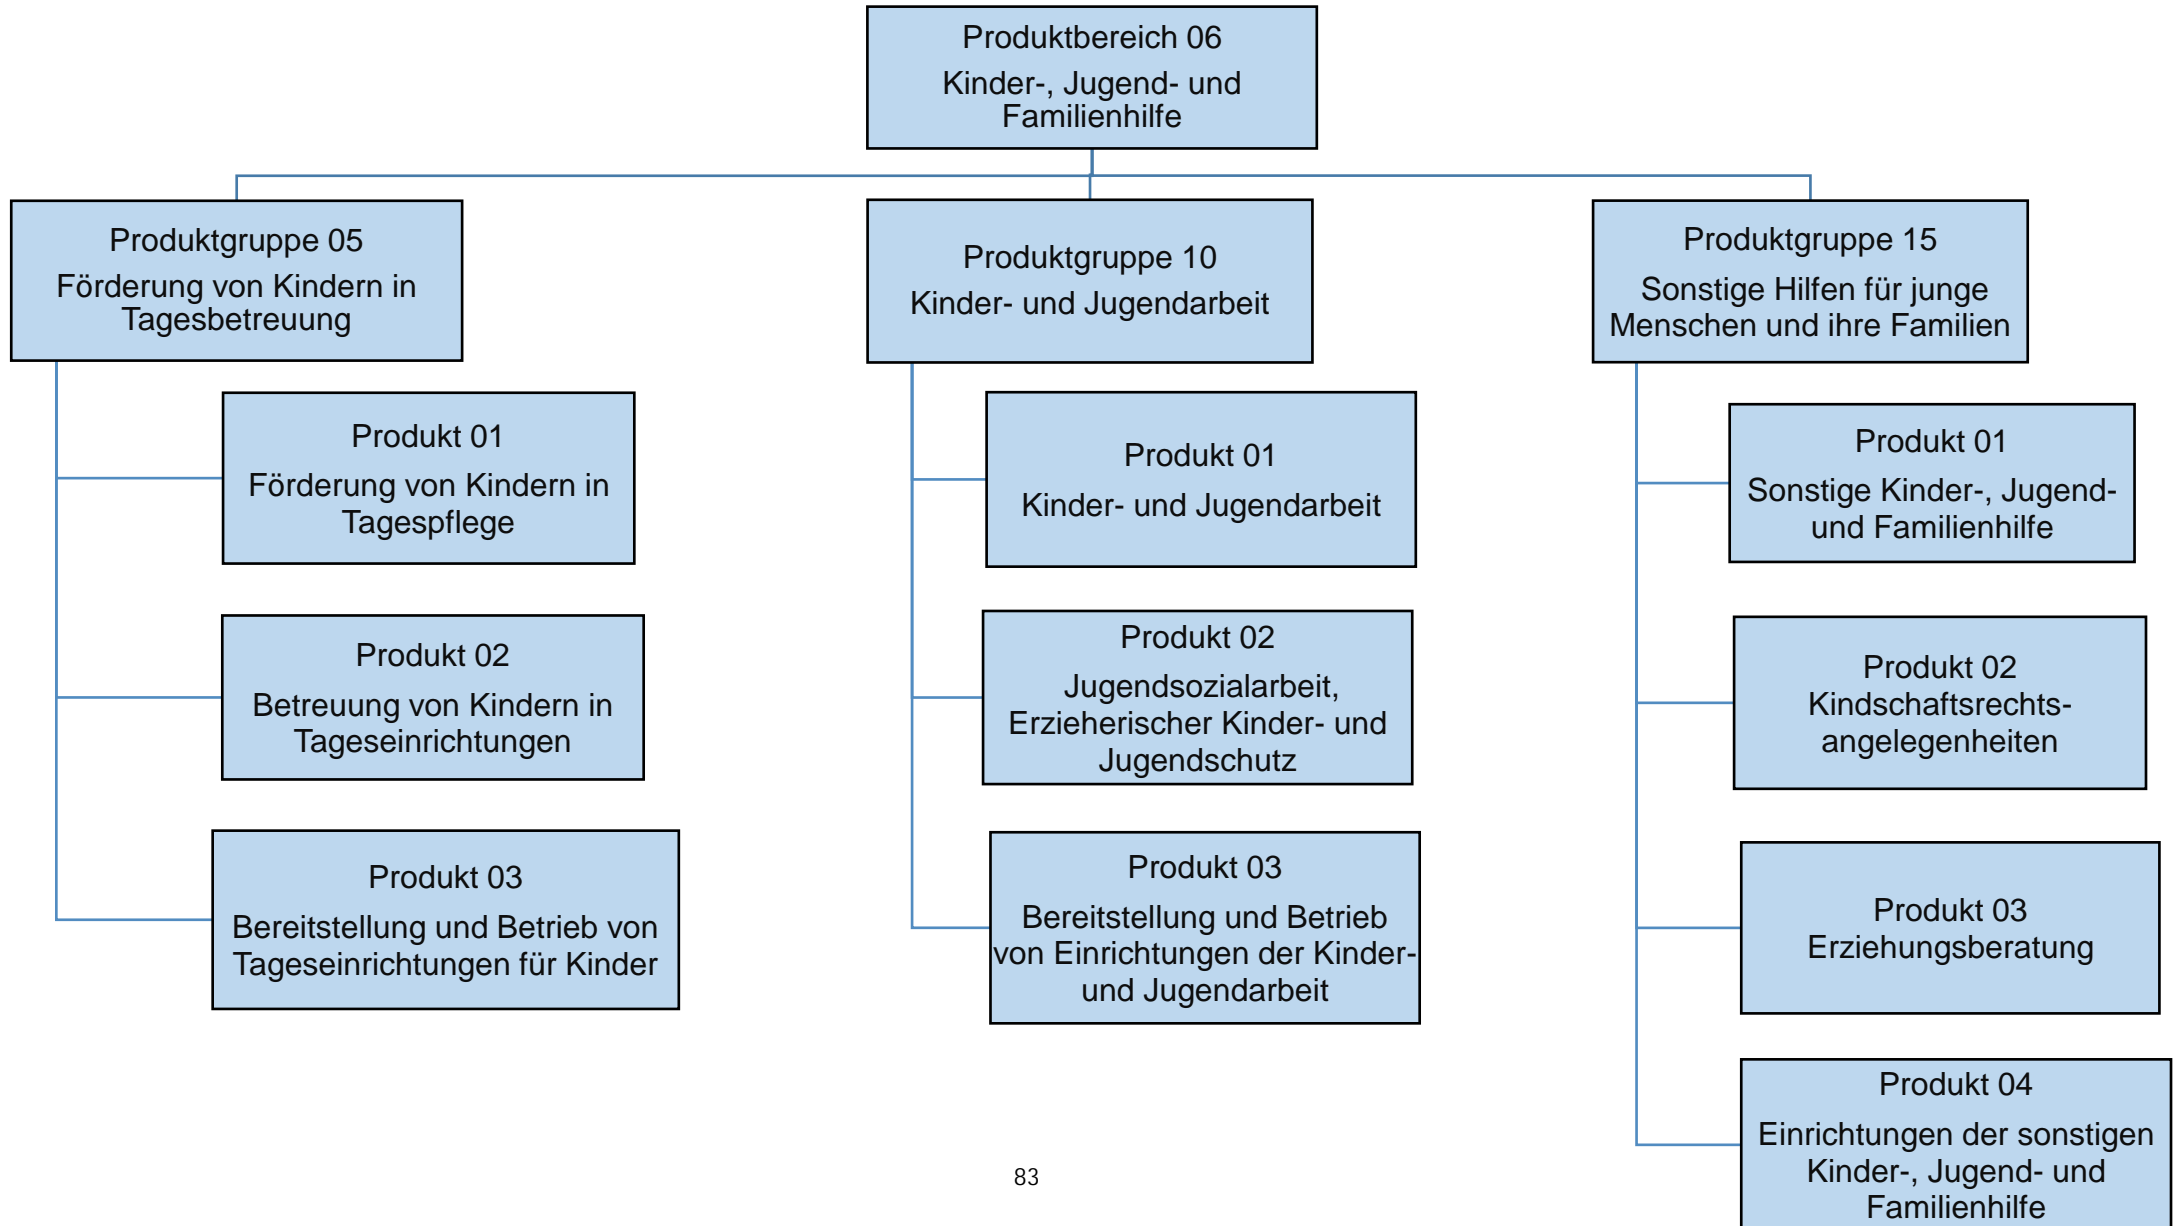 Produktbereich 06
Kinder-, Jugend- und
Familienhilfe
Produktgruppe 05
Förderung von Kindern in
Tagesbetreuung
Produkt 01
Förderung von Kindern in
Tagespflege
Produkt 02
Betreuung von Kindern in
Tageseinrichtungen
Produkt 03
Bereitstellung und Betrieb von
Tageseinrichtungen für Kinder
Produktgruppe 10
Kinder- und Jugendarbeit
Produkt 01
Kinder- und Jugendarbeit
Produkt 02
Jugendsozialarbeit,
Erzieherischer Kinder- und
Jugendschutz
Produkt 03
Bereitstellung und Betrieb
von Einrichtungen der Kinder-
und Jugendarbeit
Produktgruppe 15
Sonstige Hilfen für junge
Menschen und ihre Familien
Produkt 01
Sonstige Kinder-, Jugend-
und Familienhilfe
Produkt 02
Kindschaftsrechts-
angelegenheiten
Produkt 03
Erziehungsberatung
Produkt 04
Einrichtungen der sonstigen
Kinder-, Jugend- und
Familienhilfe
83